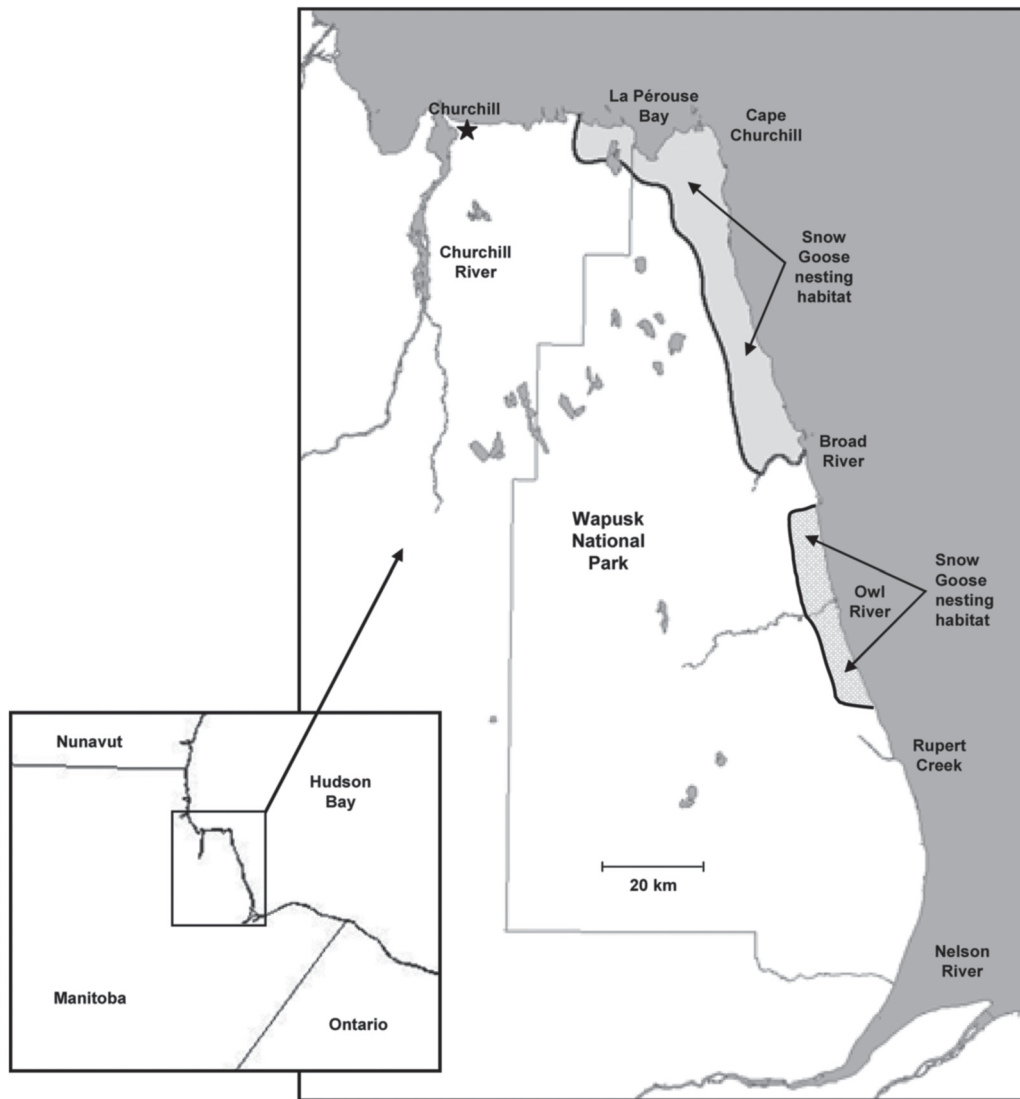 La Pérouse
Bay
Churchill
Cape
Churchill
Churchill
River
Snow
Goose
nesting
habitat
Broad
River
Wapusk
National
Park
Snow
Goose
nesting
habitat
Owl
River
Rupert
Creek
20 km
Nelson
River
Nunavut
Hudson
Bay
Manitoba
Ontario